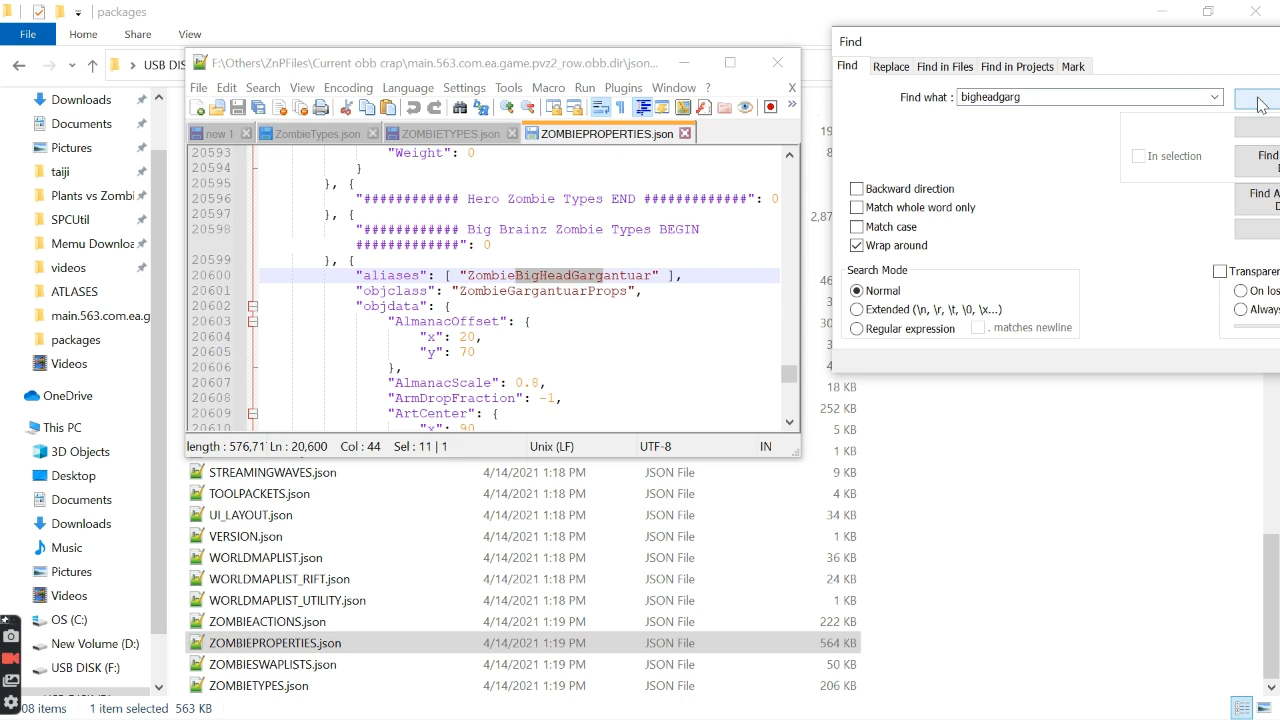 packages
File Home Share View
USB DIS
Downloads
Documents
Pictures
taiji
Plants vs Zombi
SPCUtil
Memu Downloa
videos
ATLASES
main.563.com.ea.g
packages
Videos
OneDrive
This PC
3D Objects
Desktop
Documents
Downloads
Music
Pictures
Videos
OS (C:)
New Volume (D:)
USB DISK (F:)
08 items 1 item selected 563 KB
F:\Others\ZnPFiles\Current obb crap\main.563.com.ea.game.pvz2_row.obb.dir\json...
File Edit Search View Encoding Language Settings Tools Macro Run Plugins Window ? X
new 1 ZombieTypes.json ZOMBIETYPES.json ZOMBIEPROPERTIES.json
20593 "Weight": 0
20594 }
20595 }, {
20596 "############ Hero Zombie Types END #############": 0
20597 }, {
20598 "############ Big Brainz Zombie Types BEGIN
#############": 0
20599 }, {
20600 "aliases": [ "ZombieBigHeadGargantuar" ],
20601 "objclass": "ZombieGargantuarProps",
20602 "objdata": {
20603 "AlmanacOffset": {
20604 "x": 20,
20605 "y": 70
20606 },
20607 "AlmanacScale": 0.8,
20608 "ArmDropFraction": -1,
20609 "ArtCenter": {
20610 "x": 90
length : 576,71 Ln : 20,600 Col : 44 Sel : 11 | 1 Unix (LF) UTF-8 IN
Find
Find Replace Find in Files Find in Projects Mark
Find what : bigheadgarg
In selection
Find
Find A
Backward direction
Match whole word only
Match case
Wrap around
Search Mode
Normal
Extended (\n, \r, \t, \0, \x...)
Regular expression . matches newline
Transparen
On los
Always
2,87
18 KB
252 KB
5 KB
1 KB
STREAMINGWAVES.json 4/14/2021 1:18 PM JSON File 9 KB
TOOLPACKETS.json 4/14/2021 1:18 PM JSON File 4 KB
UI_LAYOUT.json 4/14/2021 1:18 PM JSON File 34 KB
VERSION.json 4/14/2021 1:18 PM JSON File 1 KB
WORLDMAPLIST.json 4/14/2021 1:18 PM JSON File 36 KB
WORLDMAPLIST_RIFT.json 4/14/2021 1:18 PM JSON File 24 KB
WORLDMAPLIST_UTILITY.json 4/14/2021 1:18 PM JSON File 1 KB
ZOMBIEACTIONS.json 4/14/2021 1:19 PM JSON File 222 KB
ZOMBIEPROPERTIES.json 4/14/2021 1:19 PM JSON File 564 KB
ZOMBIESWAPLISTS.json 4/14/2021 1:19 PM JSON File 50 KB
ZOMBIETYPES.json 4/14/2021 1:19 PM JSON File 206 KB